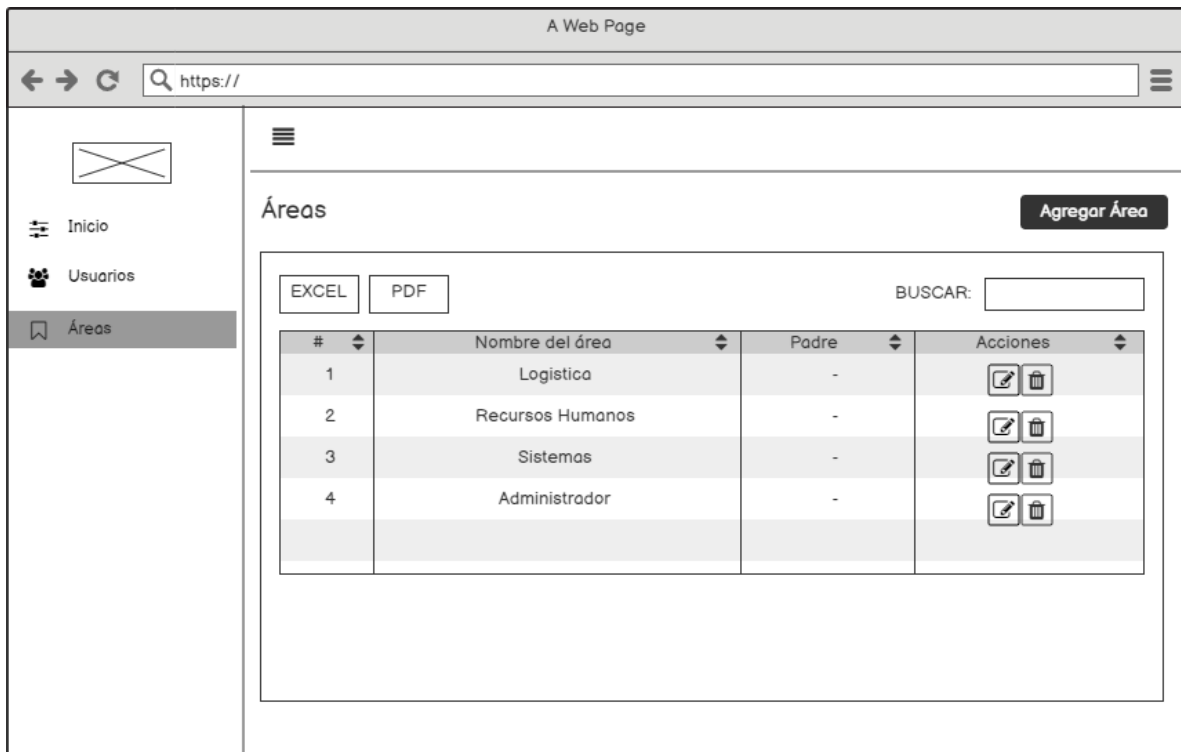 A Web Page
https://
Inicio
Usuarios
Áreas
Áreas
Agregar Área
EXCEL PDF BUSCAR:
# Nombre del área Padre Acciones
1 Logistica -
2 Recursos Humanos -
3 Sistemas -
4 Administrador -